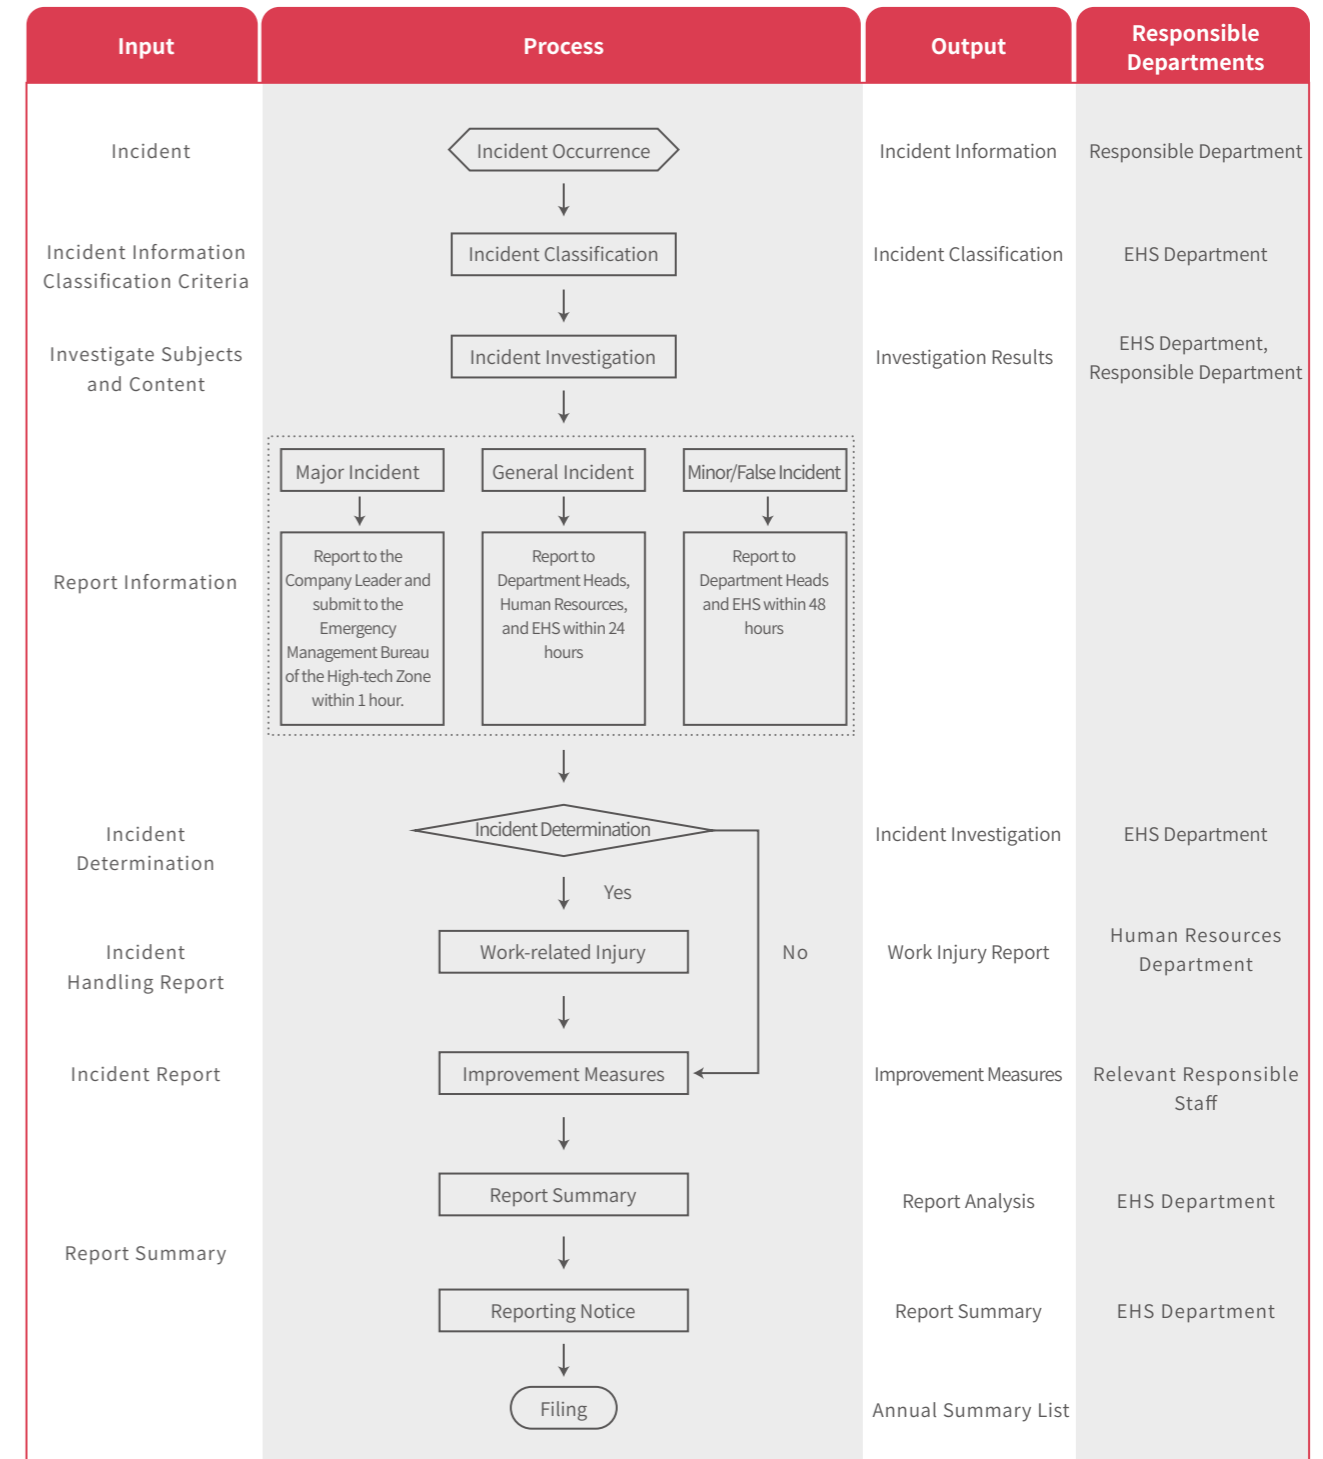 Input
Process
Output
Responsible
Departments
Incident
Incident Occurrence
Incident Information
Responsible Department
Incident Information
Classification Criteria
Incident Classification
Incident Classification
EHS Department
Investigate Subjects
and Content
Incident Investigation
Investigation Results
EHS Department,
Responsible Department
Report Information
Major Incident
General Incident
Minor/False Incident
Report to the
Company Leader and
submit to the
Emergency
Management Bureau
of the High-tech Zone
within 1 hour.
Report to
Department Heads,
Human Resources,
and EHS within 24
hours
Report to
Department Heads
and EHS within 48
hours
Incident
Determination
Incident Determination
Incident Investigation
EHS Department
Yes
No
Incident
Handling Report
Work-related Injury
Work Injury Report
Human Resources
Department
Incident Report
Improvement Measures
Improvement Measures
Relevant Responsible
Staff
Report Summary
Report Summary
Report Analysis
EHS Department
Reporting Notice
Report Summary
EHS Department
Filing
Annual Summary List